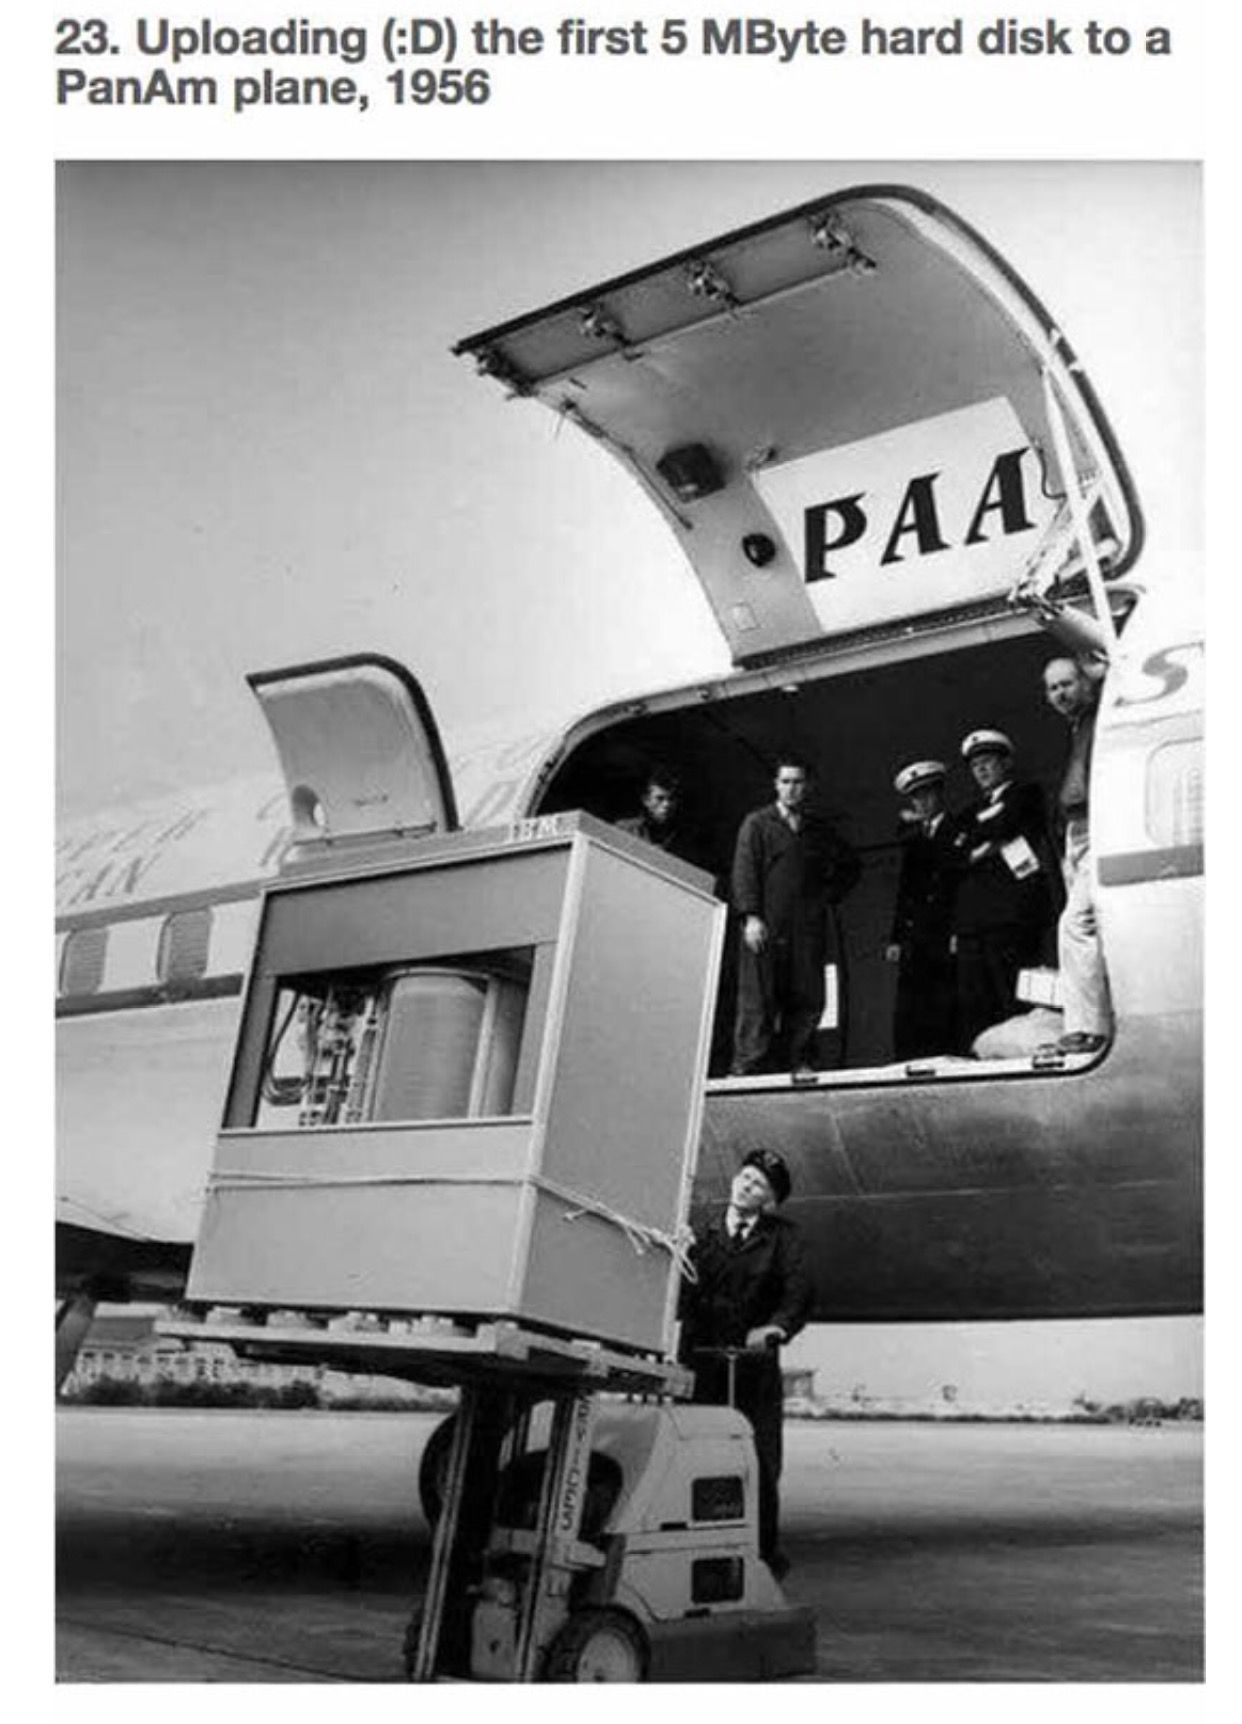 23. Uploading (:D) the first 5 MByte hard disk to a
PanAm plane, 1956
PAA
S
IBM